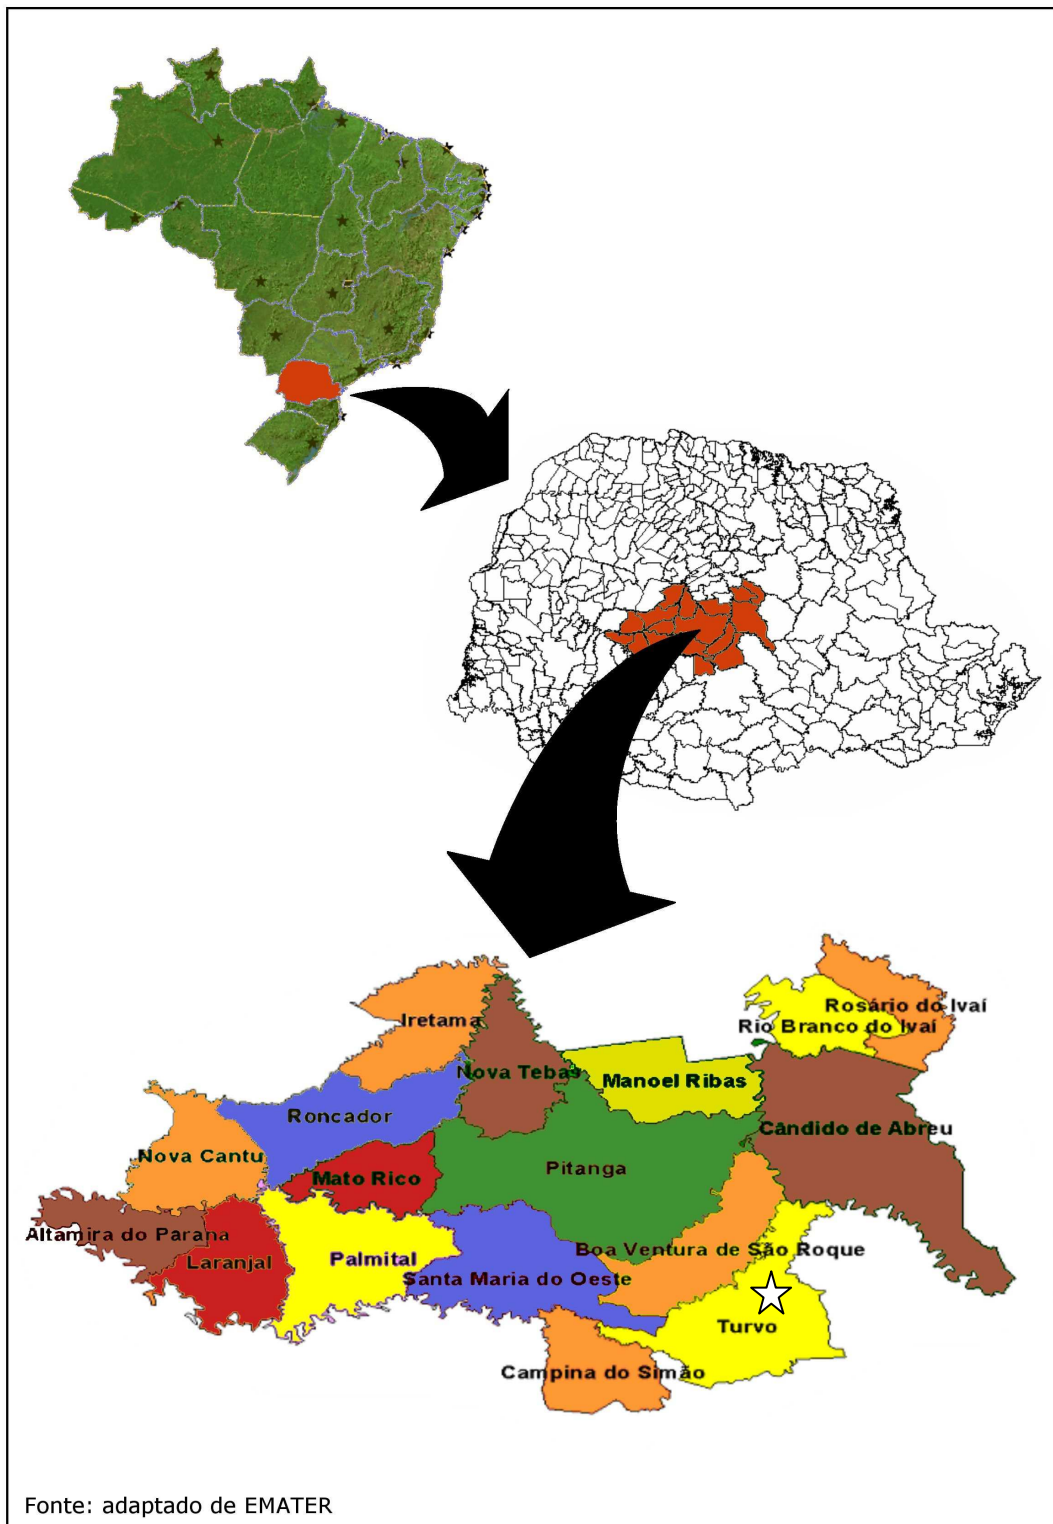 Rosário do Ivaí
Iretama
Rio Branco do Ivaí
Nova Tebas
Manoel Ribas
Roncador
Cândido de Abreu
Nova Cantu
Pitanga
Mato Rico
Altamira do Parana
Boa Ventura de São Roque
Laranjal
Palmital
Santa Maria do Oeste
Turvo
Campina do Simão
Fonte: adaptado de EMATER